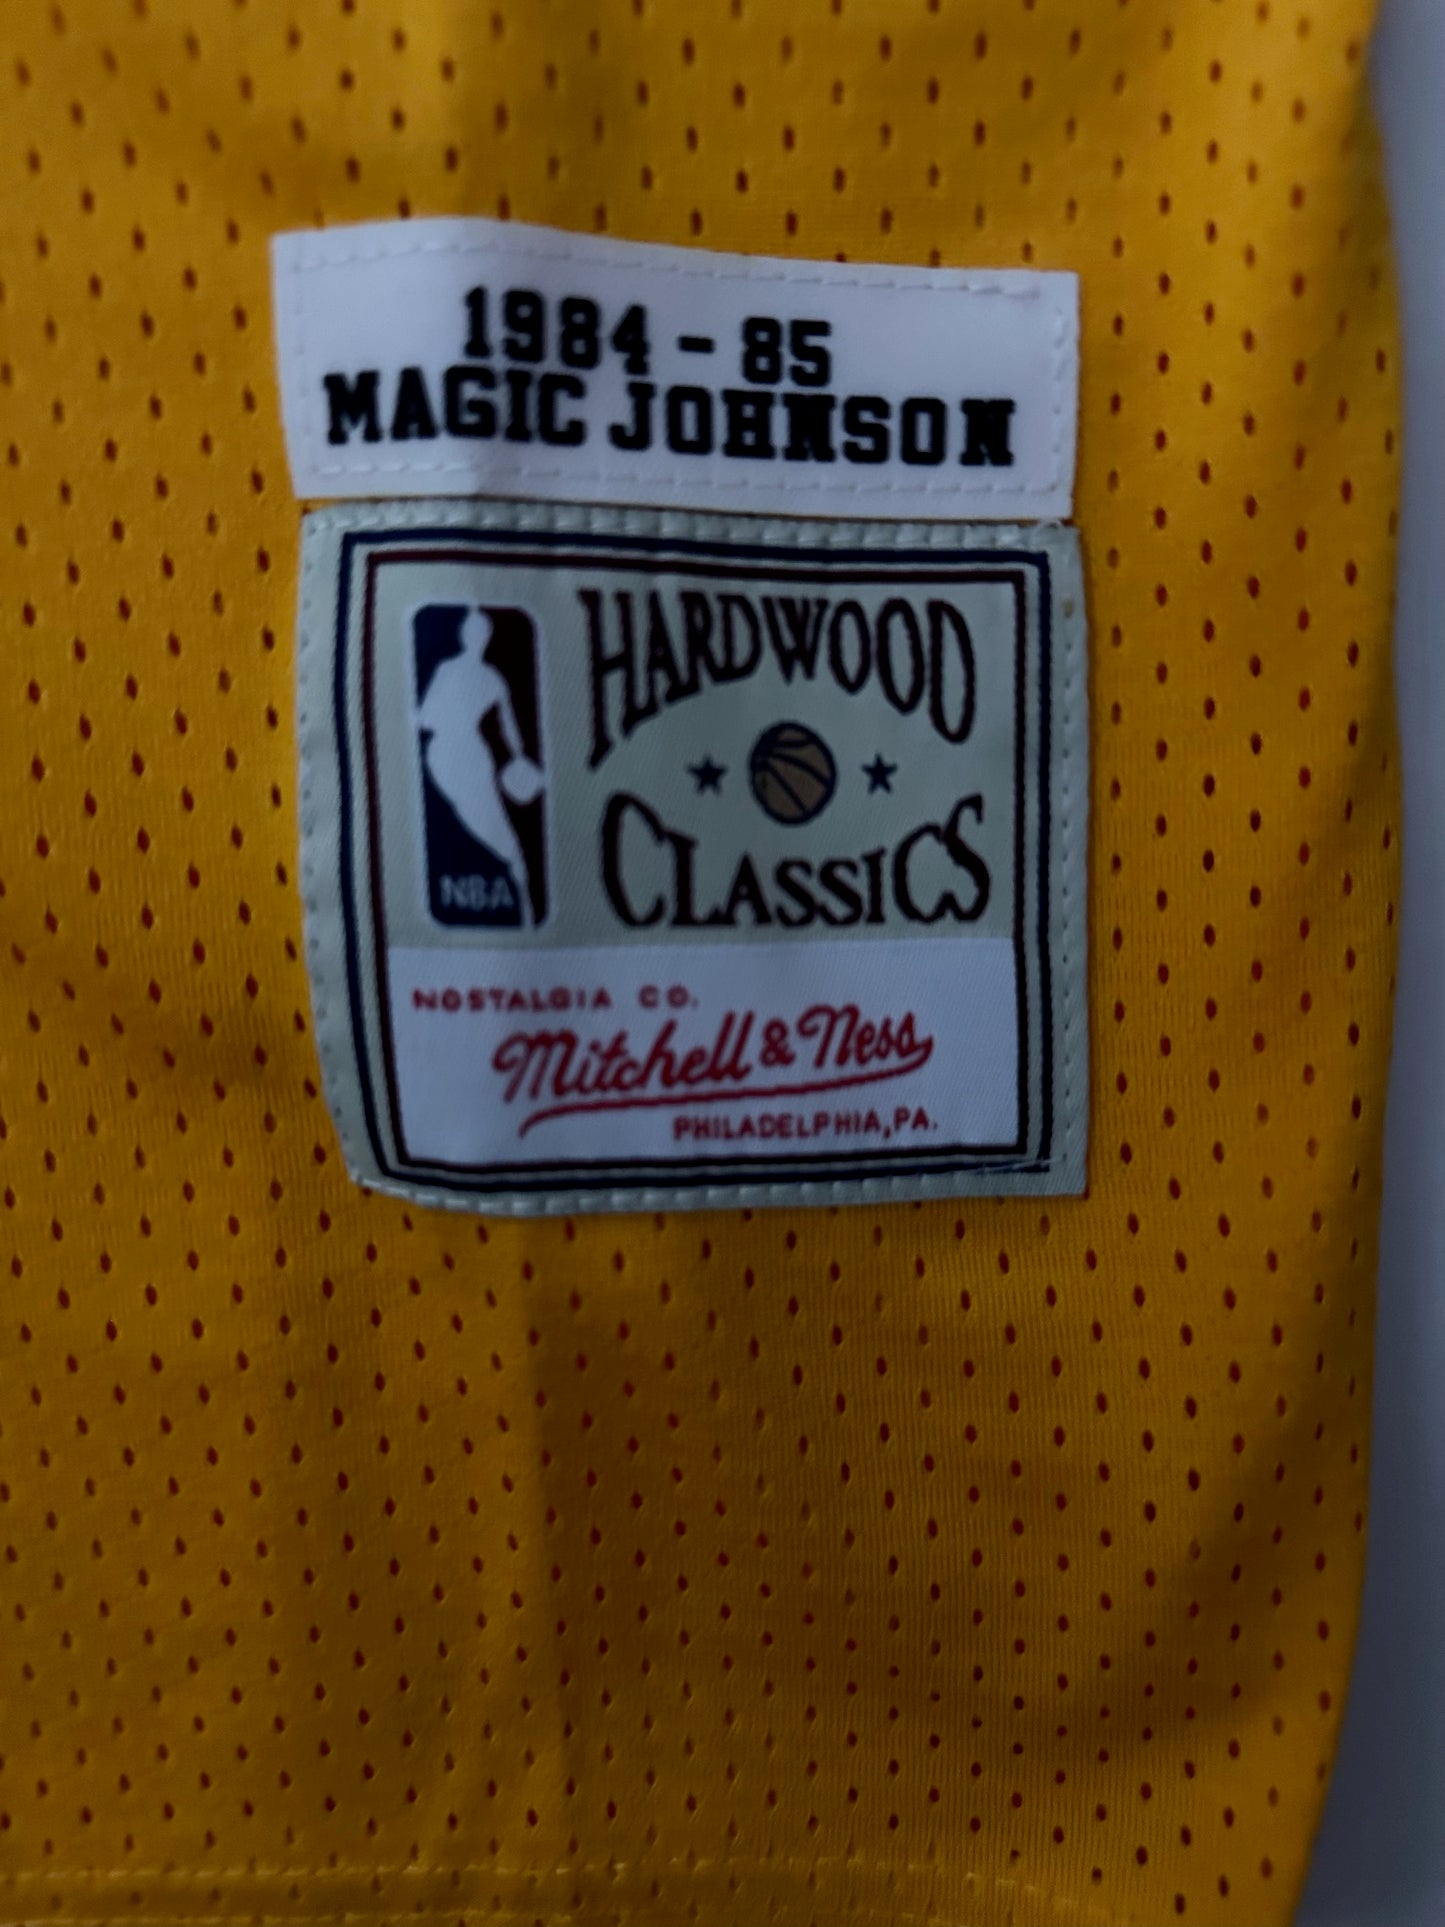 1984 - 85
MAGIC JOHNSON
NBA
HARDWOOD
CLASSICS
NOSTALGIA CO.
Mitchell & Ness
PHILADELPHIA, PA.